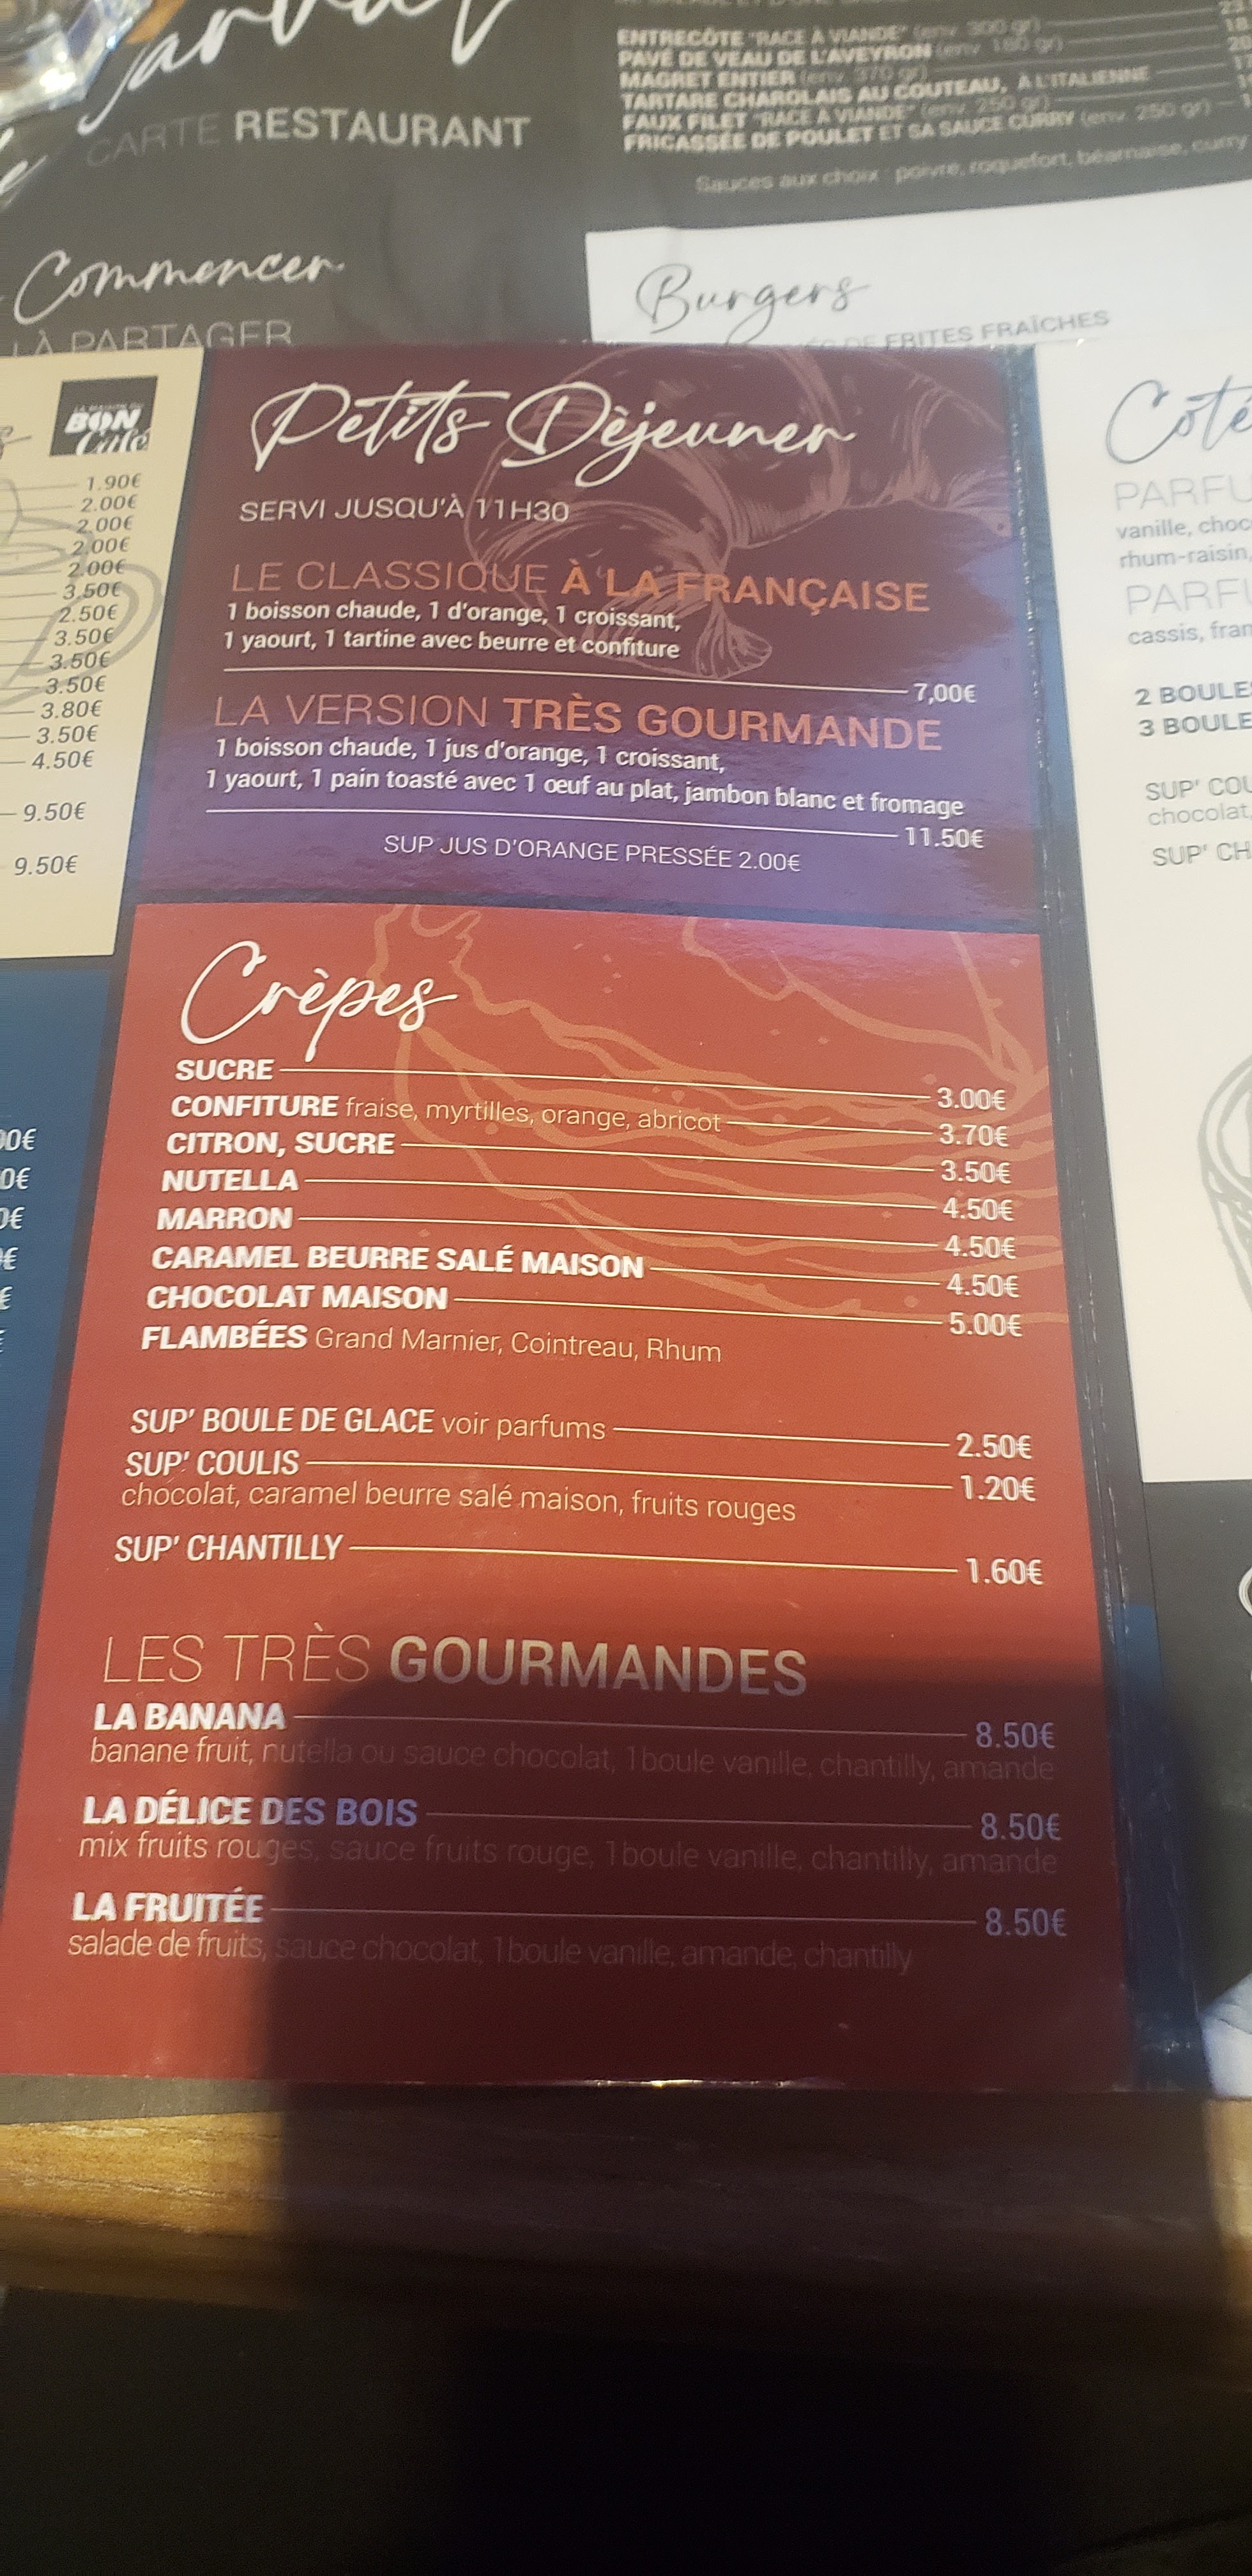 CARTE RESTAURANT
ENTRECÔTE "RACE À VIANDE" (env. 300 gr)
PAVÉ DE VEAU DE L'AVEYRON (env. 180 gr)
MAGRET ENTIER (env. 370 gr)
TARTARE CHAROLAIS AU COUTEAU, À L'ITALIENNE
FAUX FILET "RACE À VIANDE" (env. 250 gr)
FRICASSÉE DE POULET ET SA SAUCE CURRY (env. 250 gr)
Sauces aux choix : poivre, roquefort, béarnaise, curry
Commencer
À PARTAGER
Burgers
DE FRITES FRAÎCHES
BON
Café
1.90€
2.00€
2.00€
2.00€
2.00€
3.50€
2.50€
3.50€
3.50€
3.50€
3.80€
3.50€
4.50€
9.50€
9.50€
Petits Dèjeuner
SERVI JUSQU'À 11H30
LE CLASSIQUE À LA FRANÇAISE
1 boisson chaude, 1 d'orange, 1 croissant,
1 yaourt, 1 tartine avec beurre et confiture
7,00€
LA VERSION TRÈS GOURMANDE
1 boisson chaude, 1 jus d'orange, 1 croissant,
1 yaourt, 1 pain toasté avec 1 œuf au plat, jambon blanc et fromage
11.50€
SUP JUS D'ORANGE PRESSÉE 2.00€
Crèpes
SUCRE 3.00€
CONFITURE fraise, myrtilles, orange, abricot 3.70€
CITRON, SUCRE 3.50€
NUTELLA 4.50€
MARRON 4.50€
CARAMEL BEURRE SALÉ MAISON 4.50€
CHOCOLAT MAISON 5.00€
FLAMBÉES Grand Marnier, Cointreau, Rhum
SUP' BOULE DE GLACE voir parfums 2.50€
SUP' COULIS 1.20€
chocolat, caramel beurre salé maison, fruits rouges
SUP' CHANTILLY 1.60€
LES TRÈS GOURMANDES
LA BANANA 8.50€
banane fruit, nutella ou sauce chocolat, 1 boule vanille, chantilly, amande
LA DÉLICE DES BOIS 8.50€
mix fruits rouges, sauce fruits rouge, 1 boule vanille, chantilly, amande
LA FRUITÉE 8.50€
salade de fruits, sauce chocolat, 1 boule vanille, amande, chantilly
Coté
PARFU
vanille, choc
rhum-raisin,
PARFU
cassis, fram
2 BOULES
3 BOULE
SUP' COU
chocolat,
SUP' CH